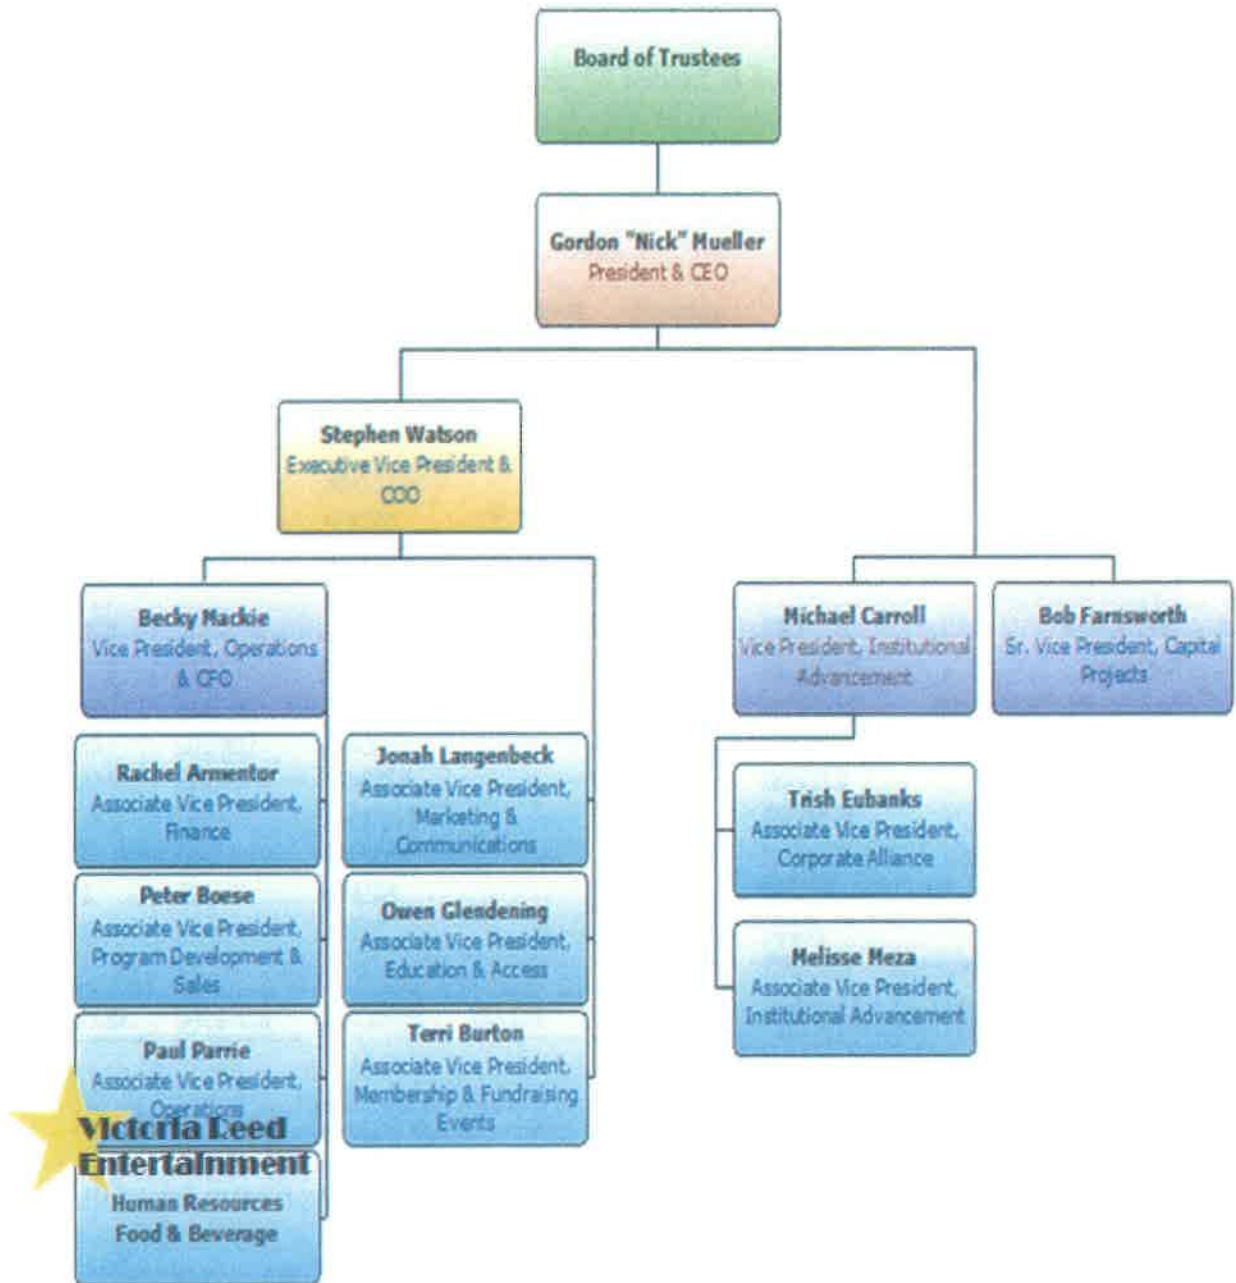 Board of Trustees
Gordon "Nick" Mueller
President & CEO
Stephen Watson
Executive Vice President &
COO
Becky Mackie
Vice President, Operations
& CFO
Rachel Armentor
Associate Vice President,
Finance
Peter Boese
Associate Vice President,
Program Development &
Sales
Paul Parrie
Associate Vice President,
Operations
Victoria Reed
Entertainment
Human Resources
Food & Beverage
Jonah Langenbeck
Associate Vice President,
Marketing &
Communications
Owen Glendening
Associate Vice President,
Education & Access
Terri Burton
Associate Vice President,
Membership & Fundraising
Events
Michael Carroll
Vice President, Institutional
Advancement
Trish Eubanks
Associate Vice President,
Corporate Alliance
Melisse Meza
Associate Vice President,
Institutional Advancement
Bob Farnsworth
Sr. Vice President, Capital
Projects